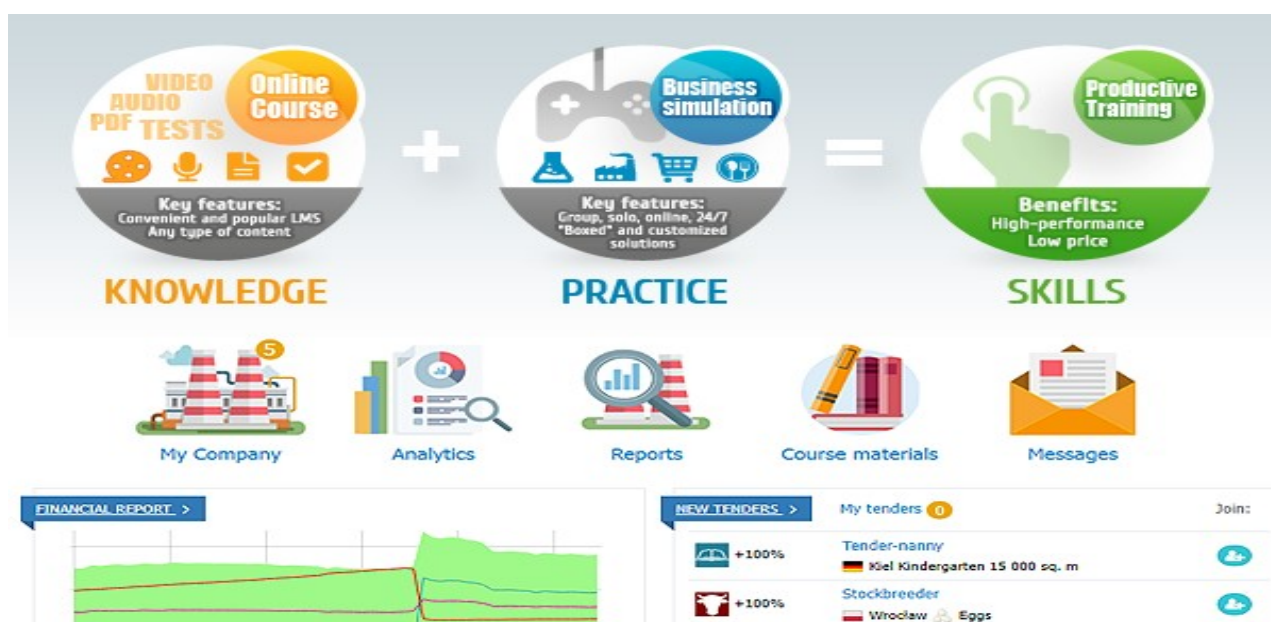 VIDEO
AUDIO
PDF TESTS
Online
Course
Key features:
Convenient and popular LMS
Any type of content
KNOWLEDGE
+
Business
simulation
Key features:
Group, solo, online, 24/7
"Boxed" and customized
solutions
PRACTICE
=
Productive
Training
Benefits:
High-performance
Low price
SKILLS
5
My Company
Analytics
Reports
Course materials
Messages
FINANCIAL REPORT >
NEW TENDERS >
My tenders 0
Join:
+100%
Tender-nanny
Kiel Kindergarten 15 000 sq. m
+100%
Stockbreeder
Wrocław Eggs